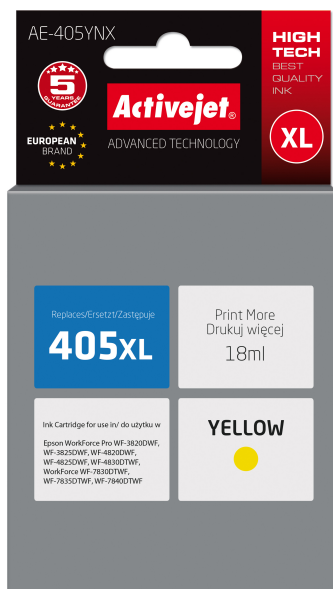 AE-405YNX
HIGH
TECH
BEST
QUALITY
INK
5
YEARS
GUARANTEE
Activejet®
XL
EUROPEAN
BRAND
ADVANCED TECHNOLOGY
Replaces/Ersetzt/Zastępuje
405XL
Print More
Drukuj więcej
18ml
Ink Cartridge for use in/ do użytku w
Epson WorkForce Pro WF-3820DWF,
WF-3825DWF, WF-4820DWF,
WF-4825DWF, WF-4830DTWF,
WorkForce WF-7830DTWF,
WF-7835DTWF, WF-7840DTWF
YELLOW